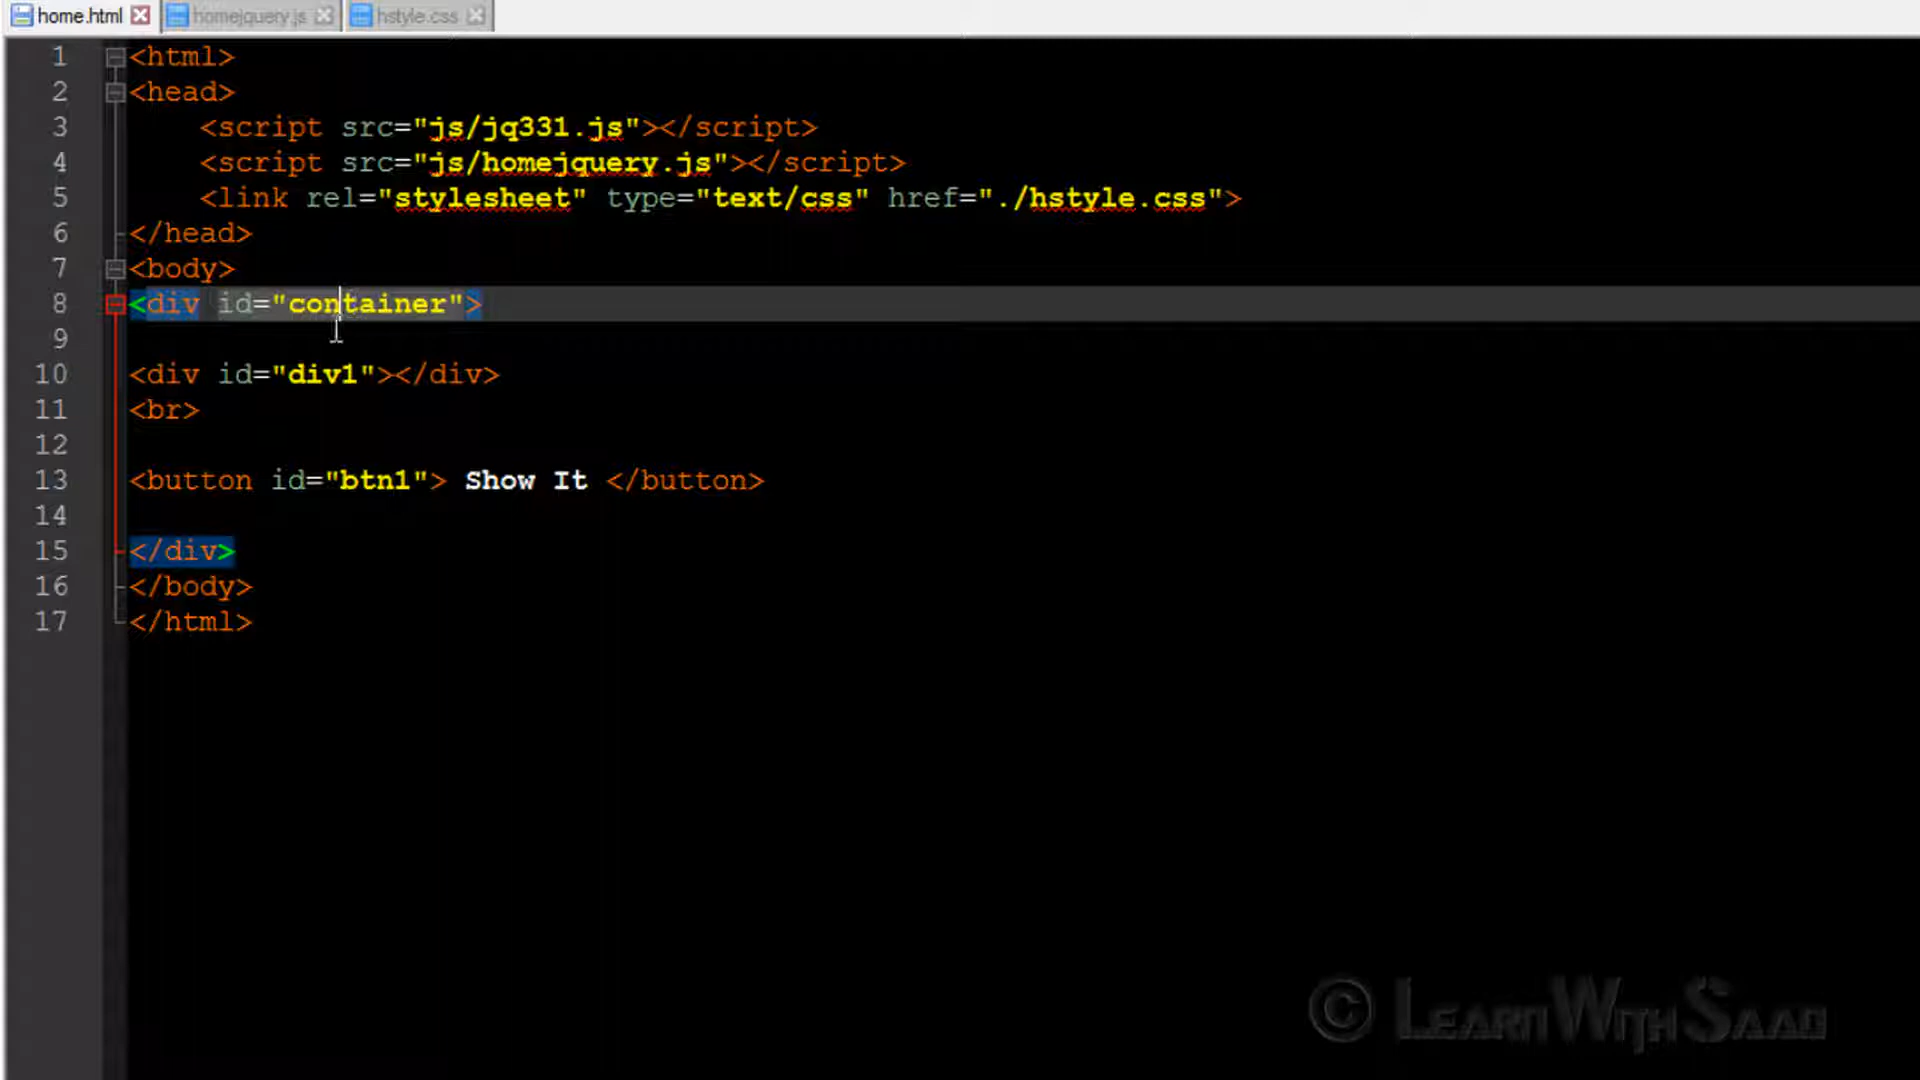 home.html homejquery.js hstyle.css
1 <html>
2 <head>
3 <script src="js/jq331.js"></script>
4 <script src="js/homejquery.js"></script>
5 <link rel="stylesheet" type="text/css" href="./hstyle.css">
6 </head>
7 <body>
8 <div id="container">
9
10 <div id="div1"></div>
11 <br>
12
13 <button id="btn1"> Show It </button>
14
15 </div>
16 </body>
17 </html>
© LearnWithSaad